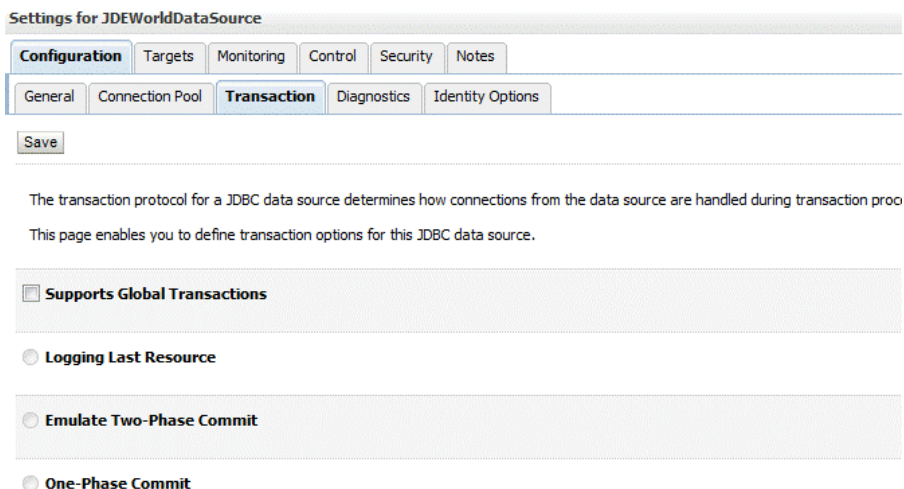 Settings for JDEWorldDataSource
Configuration Targets Monitoring Control Security Notes
General Connection Pool Transaction Diagnostics Identity Options
Save
The transaction protocol for a JDBC data source determines how connections from the data source are handled during transaction proc
This page enables you to define transaction options for this JDBC data source.
Supports Global Transactions
Logging Last Resource
Emulate Two-Phase Commit
One-Phase Commit